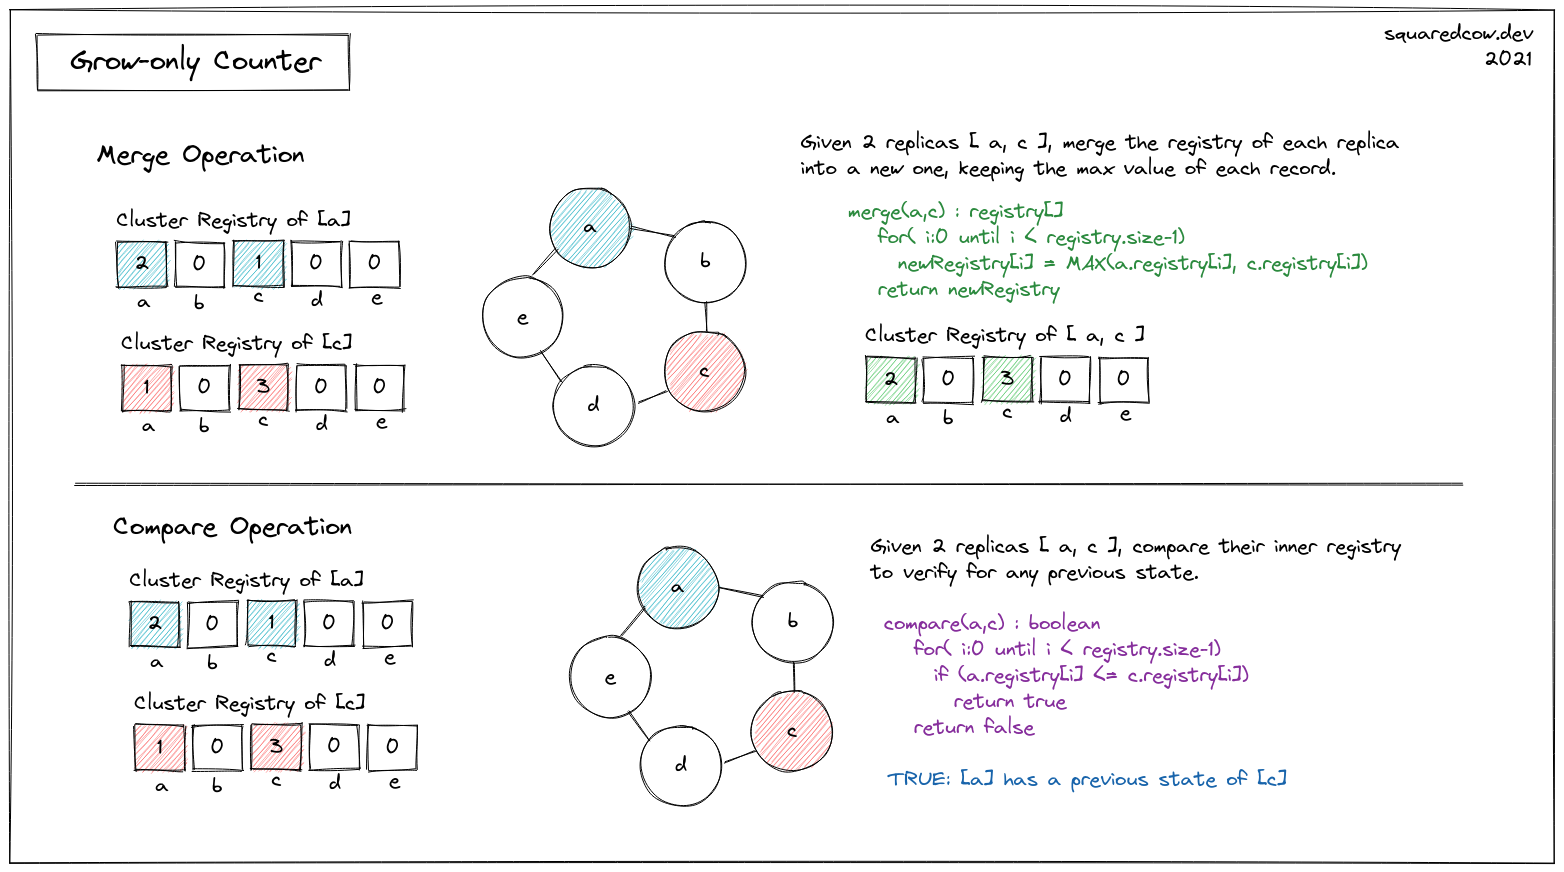 Grow-only Counter
squaredcow.dev
2021
Merge Operation
Cluster Registry of [a]
2 0 1 0 0
a b c d e
Cluster Registry of [c]
1 0 3 0 0
a b c d e
a
b
e
c
d
Given 2 replicas [ a, c ], merge the registry of each replica
into a new one, keeping the max value of each record.
merge(a,c) : registry[]
for( i:0 until i < registry.size-1)
newRegistry[i] = MAX(a.registry[i], c.registry[i])
return newRegistry
Cluster Registry of [ a, c ]
2 0 3 0 0
a b c d e
Compare Operation
Cluster Registry of [a]
2 0 1 0 0
a b c d e
Cluster Registry of [c]
1 0 3 0 0
a b c d e
a
b
e
c
d
Given 2 replicas [ a, c ], compare their inner registry
to verify for any previous state.
compare(a,c) : boolean
for( i:0 until i < registry.size-1)
if (a.registry[i] <= c.registry[i])
return true
return false
TRUE: [a] has a previous state of [c]